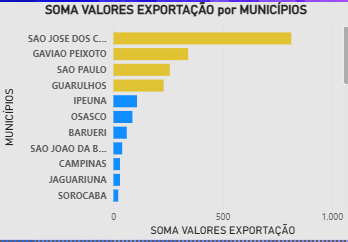 SOMA VALORES EXPORTAÇÃO por MUNICÍPIOS
MUNICÍPIOS
SAO JOSE DOS C...
GAVIAO PEIXOTO
SAO PAULO
GUARULHOS
IPEUNA
OSASCO
BARUERI
SAO JOAO DA B...
CAMPINAS
JAGUARIUNA
SOROCABA
0 500 1.000
SOMA VALORES EXPORTAÇÃO